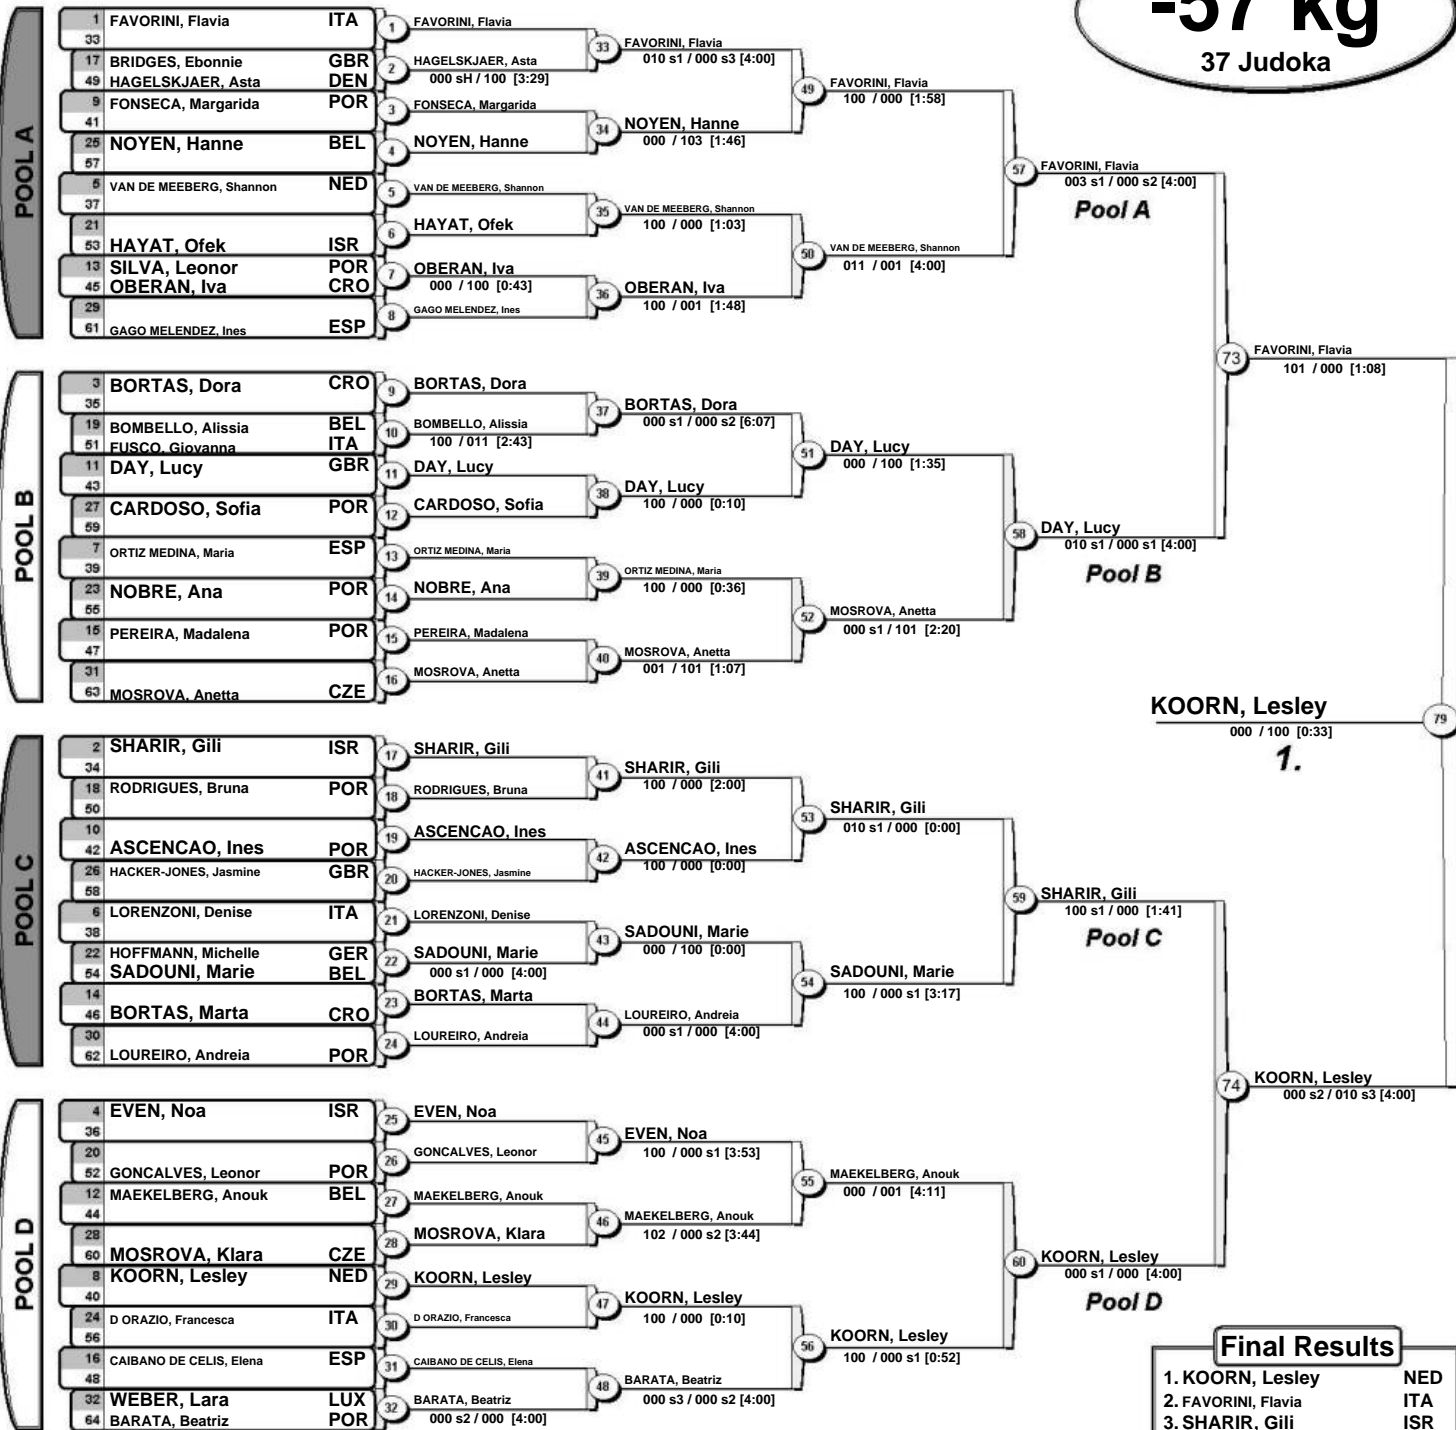 -57 kg
37 Judoka
POOL A
1 FAVORINI, Flavia ITA
33
17 BRIDGES, Ebonnie GBR
49 HAGELSKJAER, Asta DEN
9 FONSECA, Margarida POR
41
25 NOYEN, Hanne BEL
57
5 VAN DE MEEBERG, Shannon NED
37
21
53 HAYAT, Ofek ISR
13 SILVA, Leonor POR
45 OBERAN, Iva CRO
29
61 GAGO MELENDEZ, Ines ESP
1 FAVORINI, Flavia
2 HAGELSKJAER, Asta
000 sH / 100 [3:29]
3 FONSECA, Margarida
4 NOYEN, Hanne
5 VAN DE MEEBERG, Shannon
6 HAYAT, Ofek
7 OBERAN, Iva
000 / 100 [0:43]
8 GAGO MELENDEZ, Ines
33 FAVORINI, Flavia
010 s1 / 000 s3 [4:00]
34 NOYEN, Hanne
000 / 103 [1:46]
35 VAN DE MEEBERG, Shannon
100 / 000 [1:03]
36 OBERAN, Iva
100 / 001 [1:48]
49 FAVORINI, Flavia
100 / 000 [1:58]
50 VAN DE MEEBERG, Shannon
011 / 001 [4:00]
57 FAVORINI, Flavia
003 s1 / 000 s2 [4:00]
Pool A
POOL B
3 BORTAS, Dora CRO
35
19 BOMBELLO, Alissia BEL
51 FUSCO, Giovanna ITA
11 DAY, Lucy GBR
43
27 CARDOSO, Sofia POR
59
7 ORTIZ MEDINA, Maria ESP
39
23 NOBRE, Ana POR
55
15 PEREIRA, Madalena POR
47
31
63 MOSROVA, Anetta CZE
9 BORTAS, Dora
10 BOMBELLO, Alissia
100 / 011 [2:43]
11 DAY, Lucy
12 CARDOSO, Sofia
13 ORTIZ MEDINA, Maria
14 NOBRE, Ana
15 PEREIRA, Madalena
16 MOSROVA, Anetta
37 BORTAS, Dora
000 s1 / 000 s2 [6:07]
38 DAY, Lucy
100 / 000 [0:10]
39 ORTIZ MEDINA, Maria
100 / 000 [0:36]
40 MOSROVA, Anetta
001 / 101 [1:07]
51 DAY, Lucy
000 / 100 [1:35]
52 MOSROVA, Anetta
000 s1 / 101 [2:20]
58 DAY, Lucy
010 s1 / 000 s1 [4:00]
Pool B
73 FAVORINI, Flavia
101 / 000 [1:08]
KOORN, Lesley 79
000 / 100 [0:33]
1.
POOL C
2 SHARIR, Gili ISR
34
18 RODRIGUES, Bruna POR
50
10
42 ASCENCAO, Ines POR
26 HACKER-JONES, Jasmine GBR
58
6 LORENZONI, Denise ITA
38
22 HOFFMANN, Michelle GER
54 SADOUNI, Marie BEL
14
46 BORTAS, Marta CRO
30
62 LOUREIRO, Andreia POR
17 SHARIR, Gili
18 RODRIGUES, Bruna
19 ASCENCAO, Ines
20 HACKER-JONES, Jasmine
21 LORENZONI, Denise
22 SADOUNI, Marie
000 s1 / 000 [4:00]
23 BORTAS, Marta
24 LOUREIRO, Andreia
41 SHARIR, Gili
100 / 000 [2:00]
42 ASCENCAO, Ines
100 / 000 [0:00]
43 SADOUNI, Marie
000 / 100 [0:00]
44 LOUREIRO, Andreia
000 s1 / 000 [4:00]
53 SHARIR, Gili
010 s1 / 000 [0:00]
54 SADOUNI, Marie
100 / 000 s1 [3:17]
59 SHARIR, Gili
100 s1 / 000 [1:41]
Pool C
POOL D
4 EVEN, Noa ISR
36
20
52 GONCALVES, Leonor POR
12 MAEKELBERG, Anouk BEL
44
28
60 MOSROVA, Klara CZE
8 KOORN, Lesley NED
40
24 D ORAZIO, Francesca ITA
56
16 CAIBANO DE CELIS, Elena ESP
48
32 WEBER, Lara LUX
64 BARATA, Beatriz POR
25 EVEN, Noa
26 GONCALVES, Leonor
27 MAEKELBERG, Anouk
28 MOSROVA, Klara
29 KOORN, Lesley
30 D ORAZIO, Francesca
31 CAIBANO DE CELIS, Elena
32 BARATA, Beatriz
000 s2 / 000 [4:00]
45 EVEN, Noa
100 / 000 s1 [3:53]
46 MAEKELBERG, Anouk
102 / 000 s2 [3:44]
47 KOORN, Lesley
100 / 000 [0:10]
48 BARATA, Beatriz
000 s3 / 000 s2 [4:00]
55 MAEKELBERG, Anouk
000 / 001 [4:11]
56 KOORN, Lesley
100 / 000 s1 [0:52]
60 KOORN, Lesley
000 s1 / 000 [4:00]
Pool D
74 KOORN, Lesley
000 s2 / 010 s3 [4:00]
Final Results
1. KOORN, Lesley NED
2. FAVORINI, Flavia ITA
3. SHARIR, Gili ISR